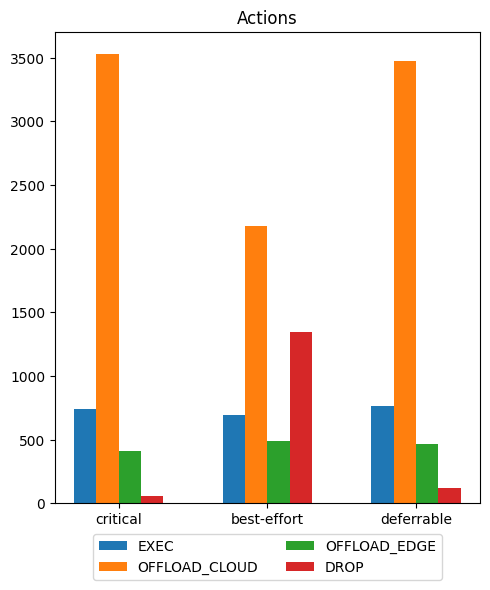 Actions
3500
3000
2500
2000
1500
1000
500
0
critical best-effort deferrable
EXEC OFFLOAD_EDGE
OFFLOAD_CLOUD DROP